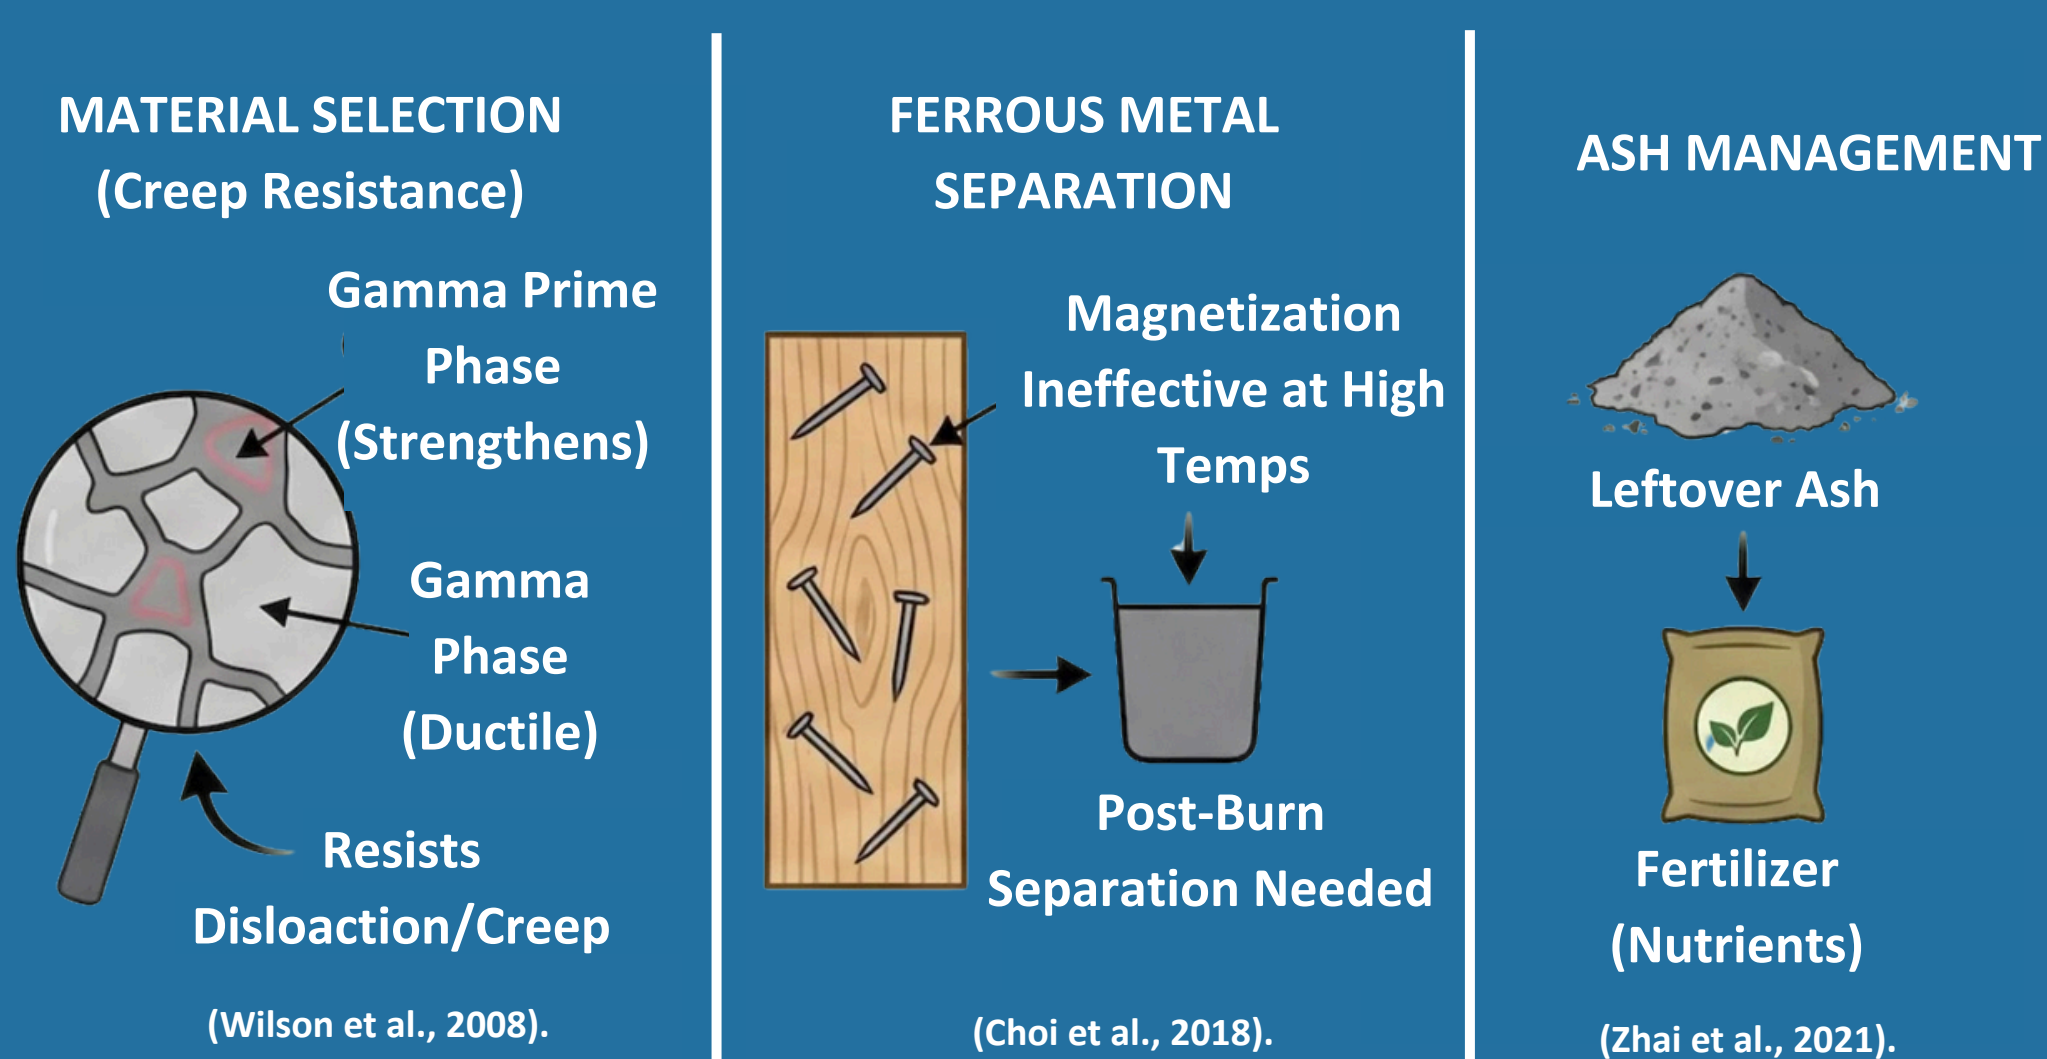 MATERIAL SELECTION
(Creep Resistance)
Gamma Prime
Phase
(Strengthens)
Gamma
Phase
(Ductile)
Resists
Disloaction/Creep
(Wilson et al., 2008).
FERROUS METAL
SEPARATION
Magnetization
Ineffective at High
Temps
Post-Burn
Separation Needed
(Choi et al., 2018).
ASH MANAGEMENT
Leftover Ash
Fertilizer
(Nutrients)
(Zhai et al., 2021).